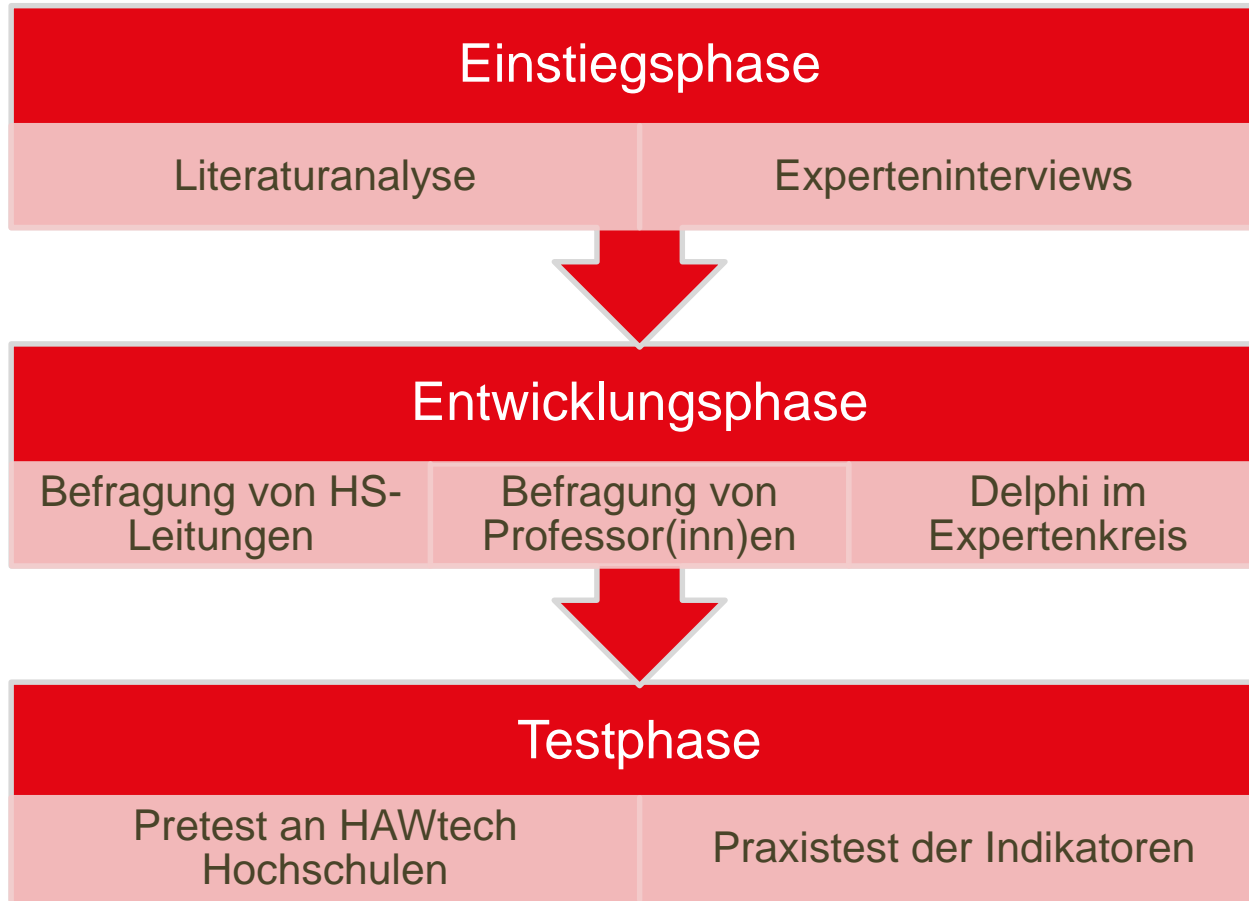 Einstiegsphase
Literaturanalyse
Experteninterviews
Entwicklungsphase
Befragung von HS-
Leitungen
Befragung von
Professor(inn)en
Delphi im
Expertenkreis
Testphase
Pretest an HAWtech
Hochschulen
Praxistest der Indikatoren